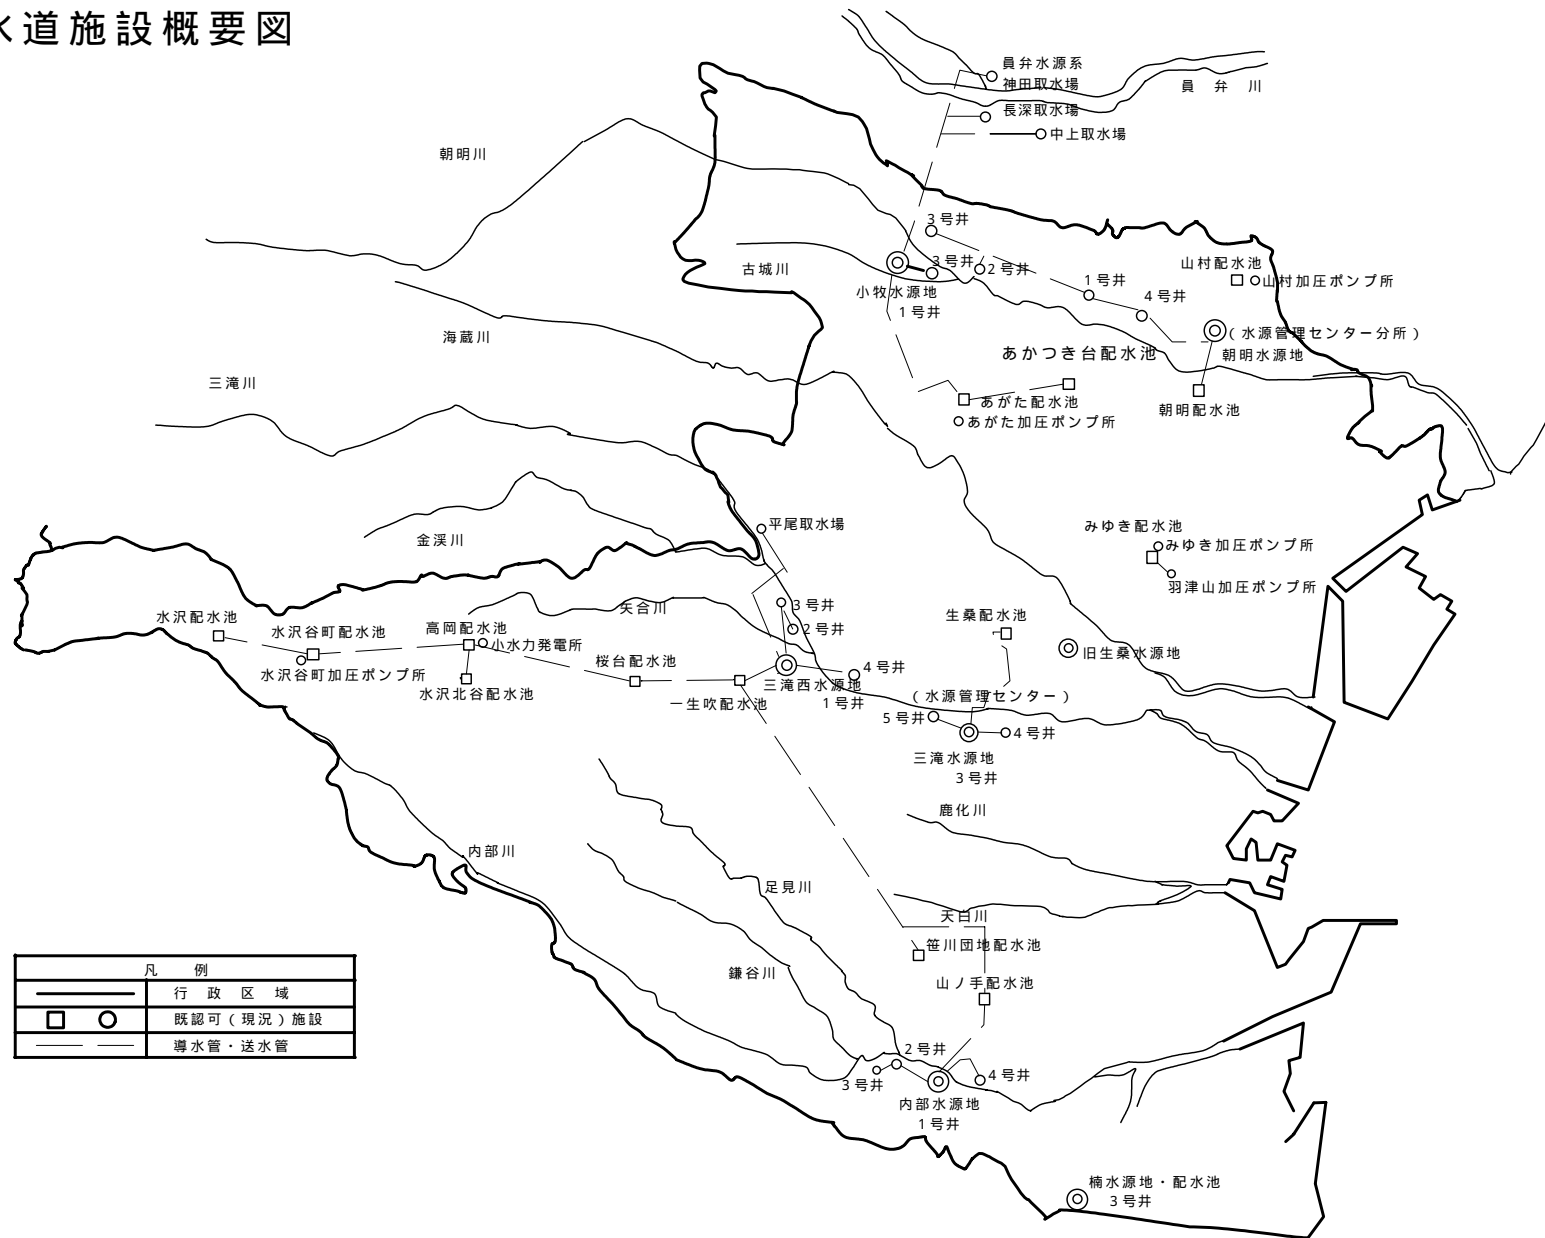 水道施設概要図
員弁水源系
神田取水場
員弁川
長深取水場
中上取水場
朝明川
3号井
古城川
3号井
2号井
山村配水池
山村加圧ポンプ所
小牧水源地
1号井
1号井
4号井
海蔵川
(水源管理センター分所)
朝明水源地
あかつき台配水池
三滝川
あがた配水池
朝明配水池
あがた加圧ポンプ所
平尾取水場
みゆき配水池
金渓川
みゆき加圧ポンプ所
羽津山加圧ポンプ所
水沢配水池
矢合川
3号井
生桑配水池
水沢谷町配水池
高岡配水池
2号井
小水力発電所
旧生桑水源地
桜台配水池
水沢谷町加圧ポンプ所
4号井
水沢北谷配水池
三滝西水源地
(水源管理センター)
一生吹配水池
1号井
5号井
4号井
三滝水源地
3号井
鹿化川
内部川
足見川
天白川
笹川団地配水池
鎌谷川
山ノ手配水池
凡例
行政区域
既認可(現況)施設
導水管・送水管
2号井
3号井
4号井
内部水源地
1号井
楠水源地・配水池
3号井